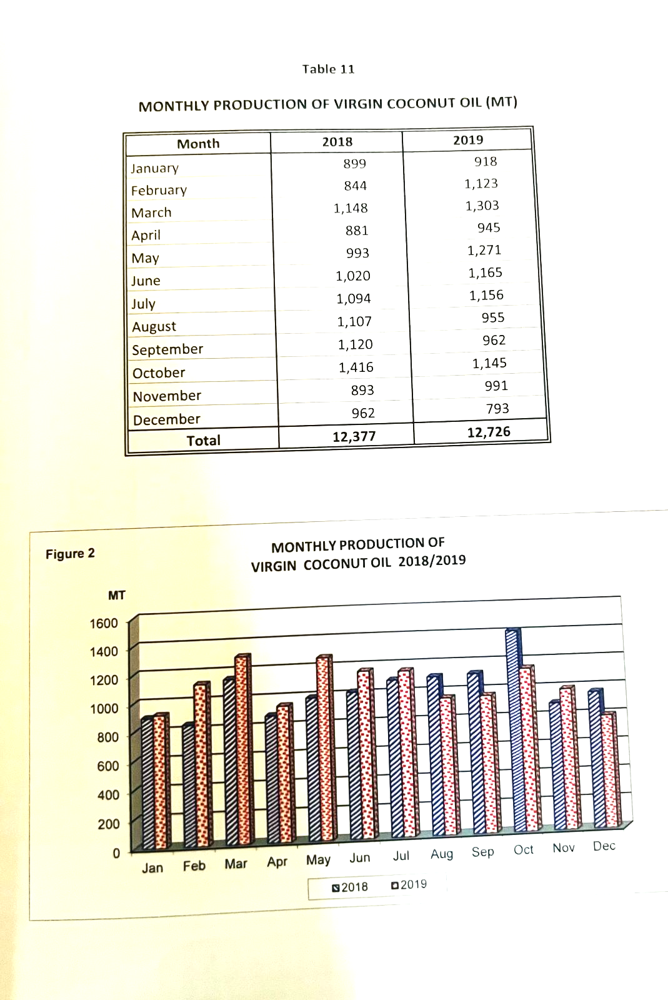 Table 11
MONTHLY PRODUCTION OF VIRGIN COCONUT OIL (MT)
Month 2018 2019
January 899 918
February 844 1,123
March 1,148 1,303
April 881 945
May 993 1,271
June 1,020 1,165
July 1,094 1,156
August 1,107 955
September 1,120 962
October 1,416 1,145
November 893 991
December 962 793
Total 12,377 12,726
Figure 2
MONTHLY PRODUCTION OF
VIRGIN COCONUT OIL 2018/2019
MT
1600
1400
1200
1000
800
600
400
200
0
Jan Feb Mar Apr May Jun Jul Aug Sep Oct Nov Dec
2018 2019